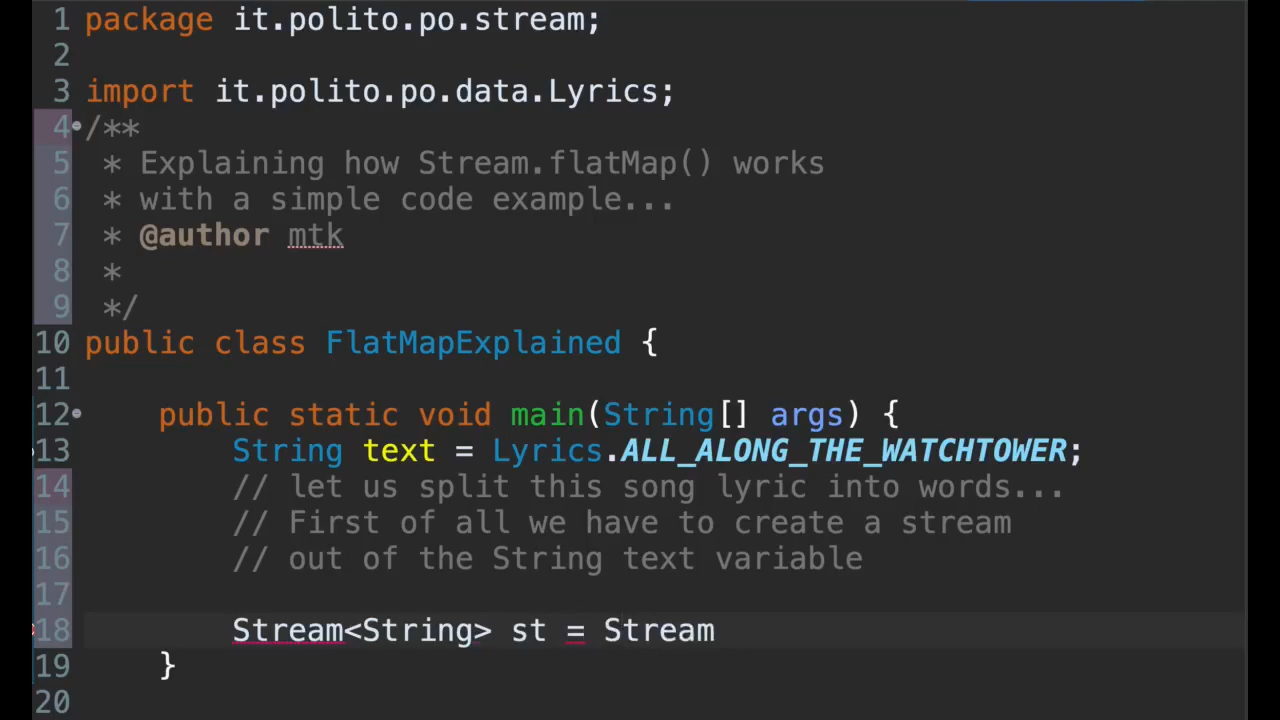 1 package it.polito.po.stream;
2
3 import it.polito.po.data.Lyrics;
4 /**
5  * Explaining how Stream.flatMap() works
6  * with a simple code example...
7  * @author mtk
8  *
9  */
10 public class FlatMapExplained {
11
12     public static void main(String[] args) {
13         String text = Lyrics.ALL_ALONG_THE_WATCHTOWER;
14         // let us split this song lyric into words...
15         // First of all we have to create a stream
16         // out of the String text variable
17
18         Stream<String> st = Stream
19     }
20